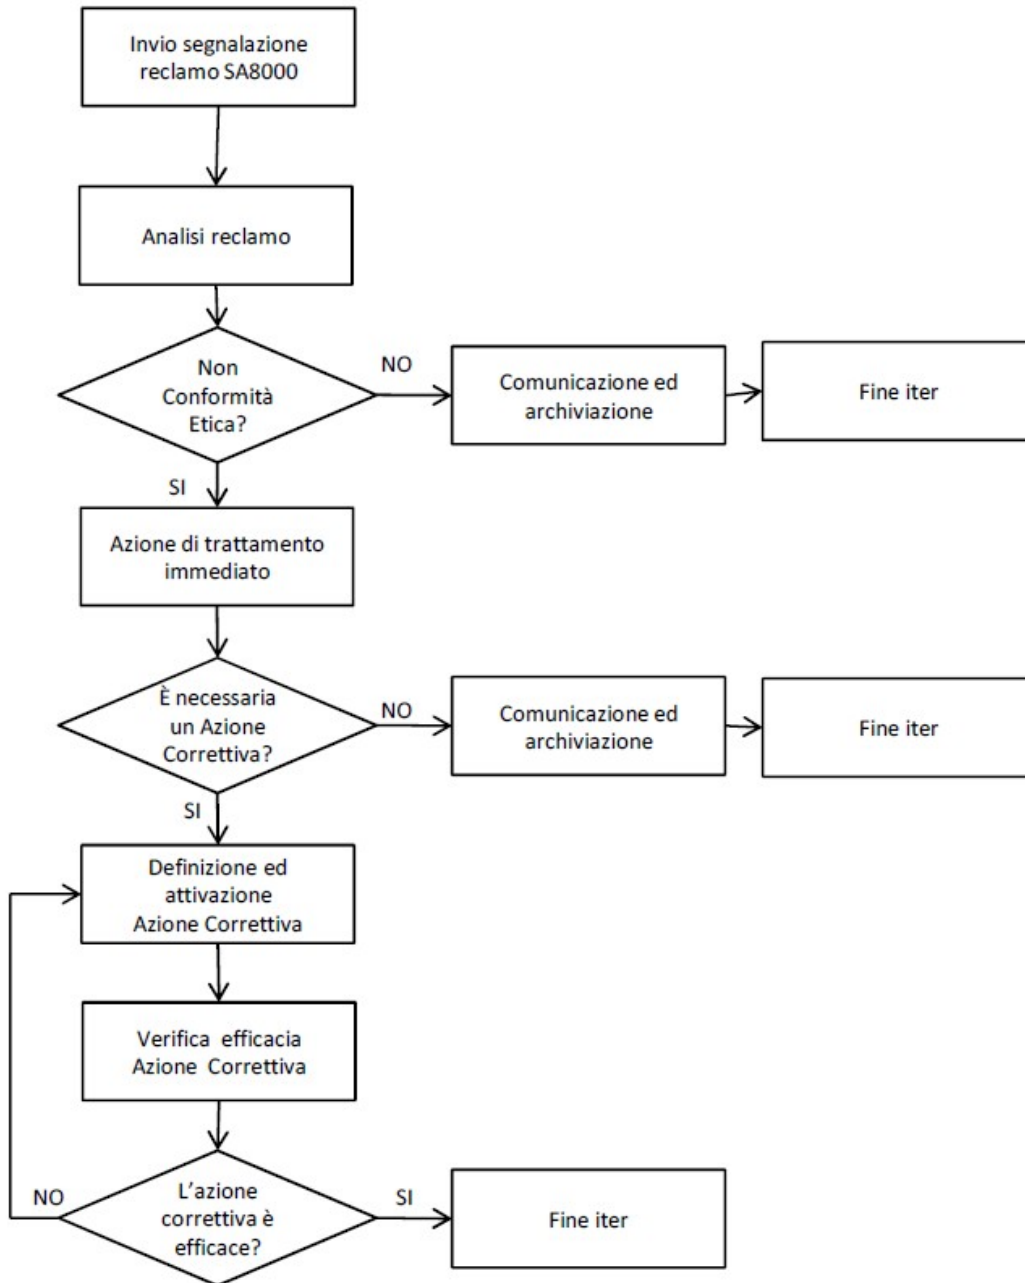 Invio segnalazione
reclamo SA8000
Analisi reclamo
Non
Conformità
Etica?
NO
Comunicazione ed
archiviazione
Fine iter
SI
Azione di trattamento
immediato
È necessaria
un Azione
Correttiva?
NO
Comunicazione ed
archiviazione
Fine iter
SI
Definizione ed
attivazione
Azione Correttiva
Verifica efficacia
Azione Correttiva
NO
L'azione
correttiva è
efficace?
SI
Fine iter